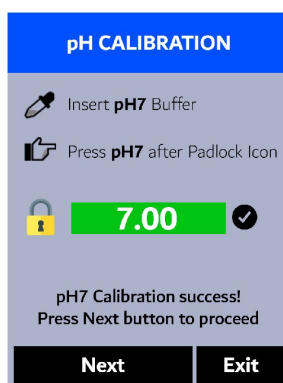 pH CALIBRATION
Insert pH7 Buffer
Press pH7 after Padlock Icon
7.00
pH7 Calibration success!
Press Next button to proceed
Next Exit